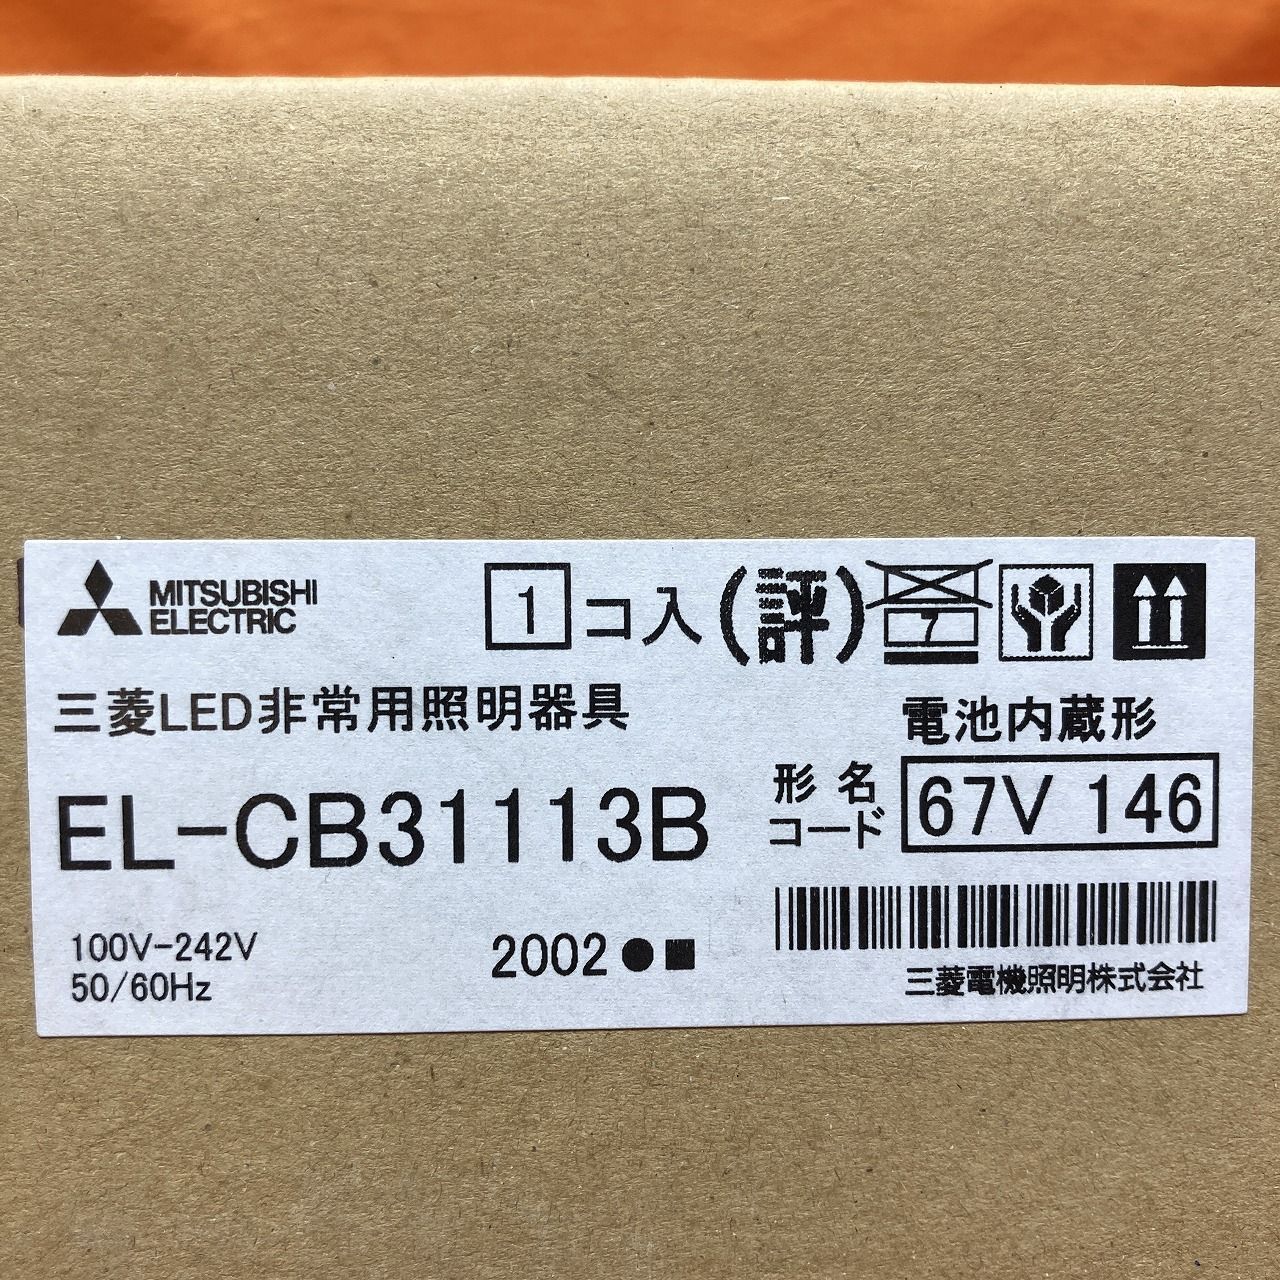 MITSUBISHI
ELECTRIC
1 コ入 (評)
7
三菱LED非常用照明器具
電池内蔵形
EL-CB31113B
形名
コード
67V 146
100V-242V
50/60Hz
2002●■
三菱電機照明株式会社